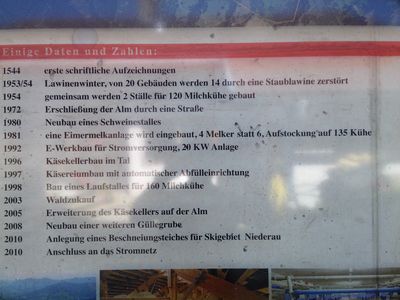 Einige Daten und Zahlen:
1544 erste schriftliche Aufzeichnungen
1953/54 Lawinenwinter, von 20 Gebäuden werden 14 durch eine Staublawine zerstört
1954 gemeinsam werden 2 Ställe für 120 Milchkühe gebaut
1972 Erschließung der Alm durch eine Straße
1980 Neubau eines Schweinestalles
1981 eine Eimermelkanlage wird eingebaut, 4 Melker statt 6, Aufstockung auf 135 Kühe
1992 E-Werkbau für Stromversorgung, 20 KW Anlage
1996 Käsekellerbau im Tal
1997 Käsereiumbau mit automatischer Abfülleinrichtung
1998 Bau eines Laufstalles für 160 Milchkühe
2003 Waldzukauf
2005 Erweiterung des Käsekellers auf der Alm
2008 Neubau einer weiteren Güllegrube
2010 Anlegung eines Beschneiungsteiches für Skigebiet Niederau
2010 Anschluss an das Stromnetz